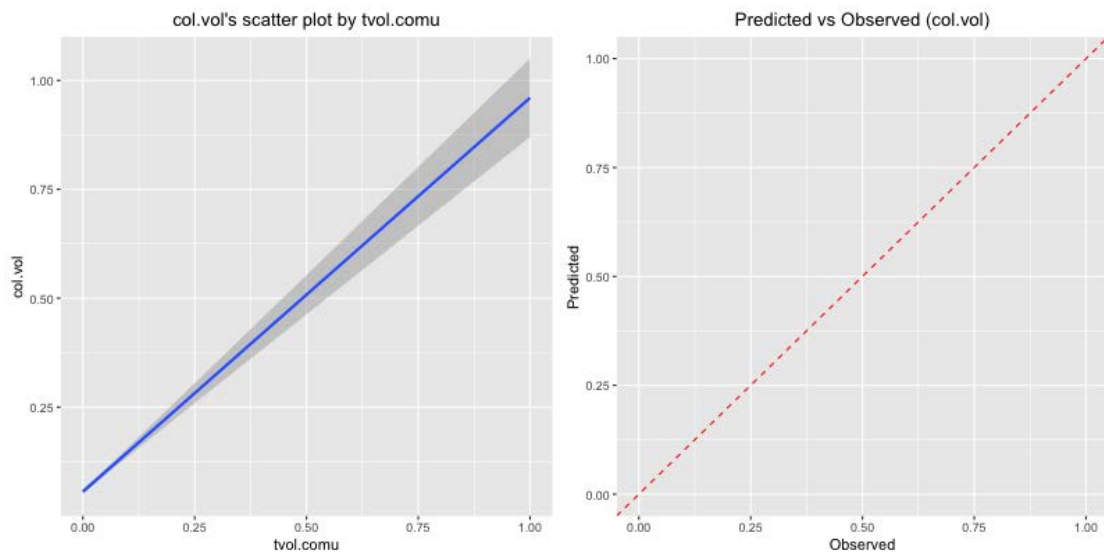 col.vol's scatter plot by tvol.comu
1.00
0.75
0.50
0.25
col.vol
0.00 0.25 0.50 0.75 1.00
tvol.comu
Predicted vs Observed (col.vol)
1.00
0.75
0.50
0.25
0.00
Predicted
0.00 0.25 0.50 0.75 1.00
Observed